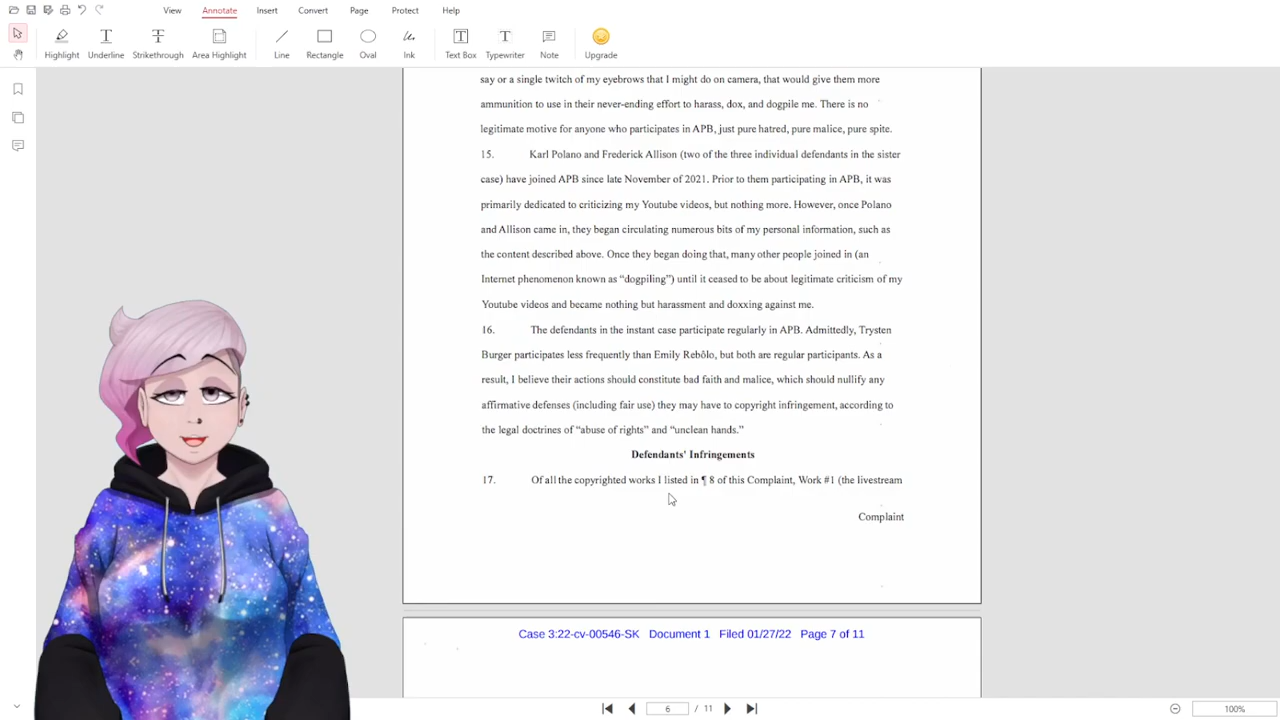 View Annotate Insert Convert Page Protect Help
Highlight Underline Strikethrough Area Highlight Line Rectangle Oval Ink Text Box Typewriter Note Upgrade
say or a single twitch of my eyebrows that I might do on camera, that would give them more
ammunition to use in their never-ending effort to harass, dox, and dogpile me. There is no
legitimate motive for anyone who participates in APB, just pure hatred, pure malice, pure spite.
15. Karl Polano and Frederick Allison (two of the three individual defendants in the sister
case) have joined APB since late November of 2021. Prior to them participating in APB, it was
primarily dedicated to criticizing my Youtube videos, but nothing more. However, once Polano
and Allison came in, they began circulating numerous bits of my personal information, such as
the content described above. Once they began doing that, many other people joined in (an
Internet phenomenon known as “dogpiling”) until it ceased to be about legitimate criticism of my
Youtube videos and became nothing but harassment and doxxing against me.
16. The defendants in the instant case participate regularly in APB. Admittedly, Trysten
Burger participates less frequently than Emily Rebôlo, but both are regular participants. As a
result, I believe their actions should constitute bad faith and malice, which should nullify any
affirmative defenses (including fair use) they may have to copyright infringement, according to
the legal doctrines of “abuse of rights” and “unclean hands.”
Defendants' Infringements
17. Of all the copyrighted works I listed in ¶ 8 of this Complaint, Work #1 (the livestream
Complaint
Case 3:22-cv-00546-SK Document 1 Filed 01/27/22 Page 7 of 11
6 / 11 100%